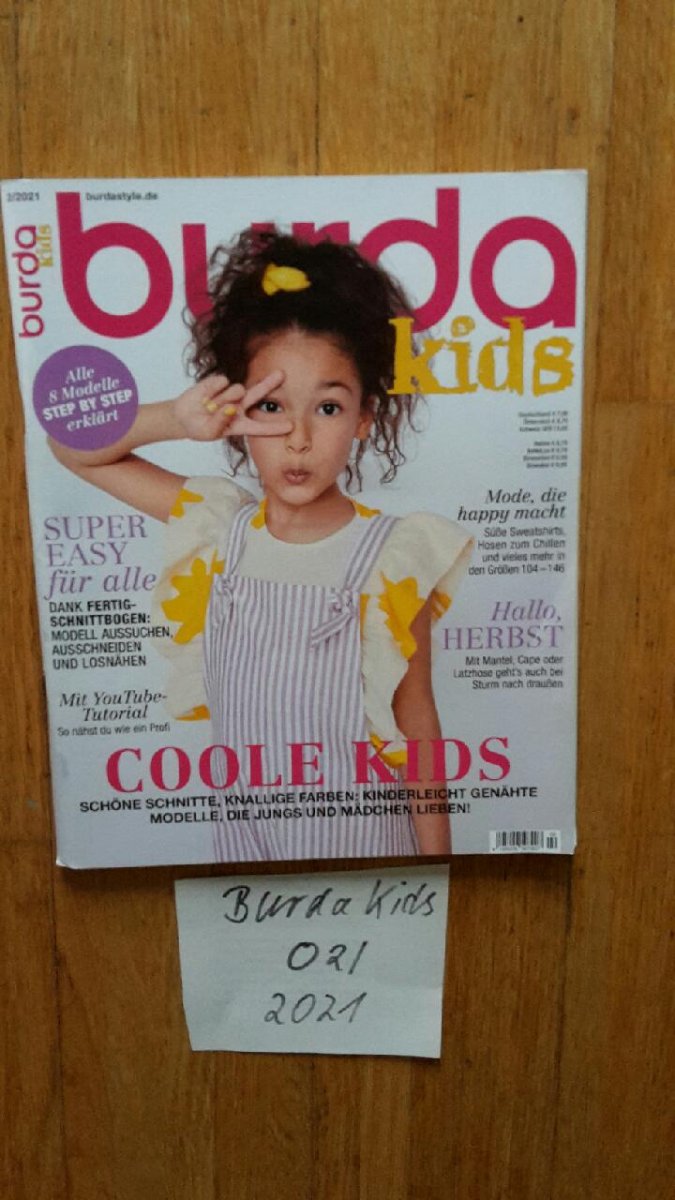 2/2021
burdastyle.de
burda
kids
burda
kids
Alle
8 Modelle
STEP BY STEP
erklärt
SUPER
EASY
für alle
DANK FERTIG-
SCHNITTBOGEN:
MODELL AUSSUCHEN,
AUSSCHNEIDEN
UND LOSNÄHEN
Mit YouTube-
Tutorial
So nähst du wie ein Profi
Mode, die
happy macht
Süße Sweatshirts,
Hosen zum Chillen
und vieles mehr in
den Größen 104–146
Hallo,
HERBST
Mit Mantel, Cape oder
Latzhose geht's auch bei
Sturm nach draußen
COOLE KIDS
SCHÖNE SCHNITTE, KNALLIGE FARBEN: KINDERLEICHT GENÄHTE
MODELLE, DIE JUNGS UND MÄDCHEN LIEBEN!
Burda Kids
02/
2021